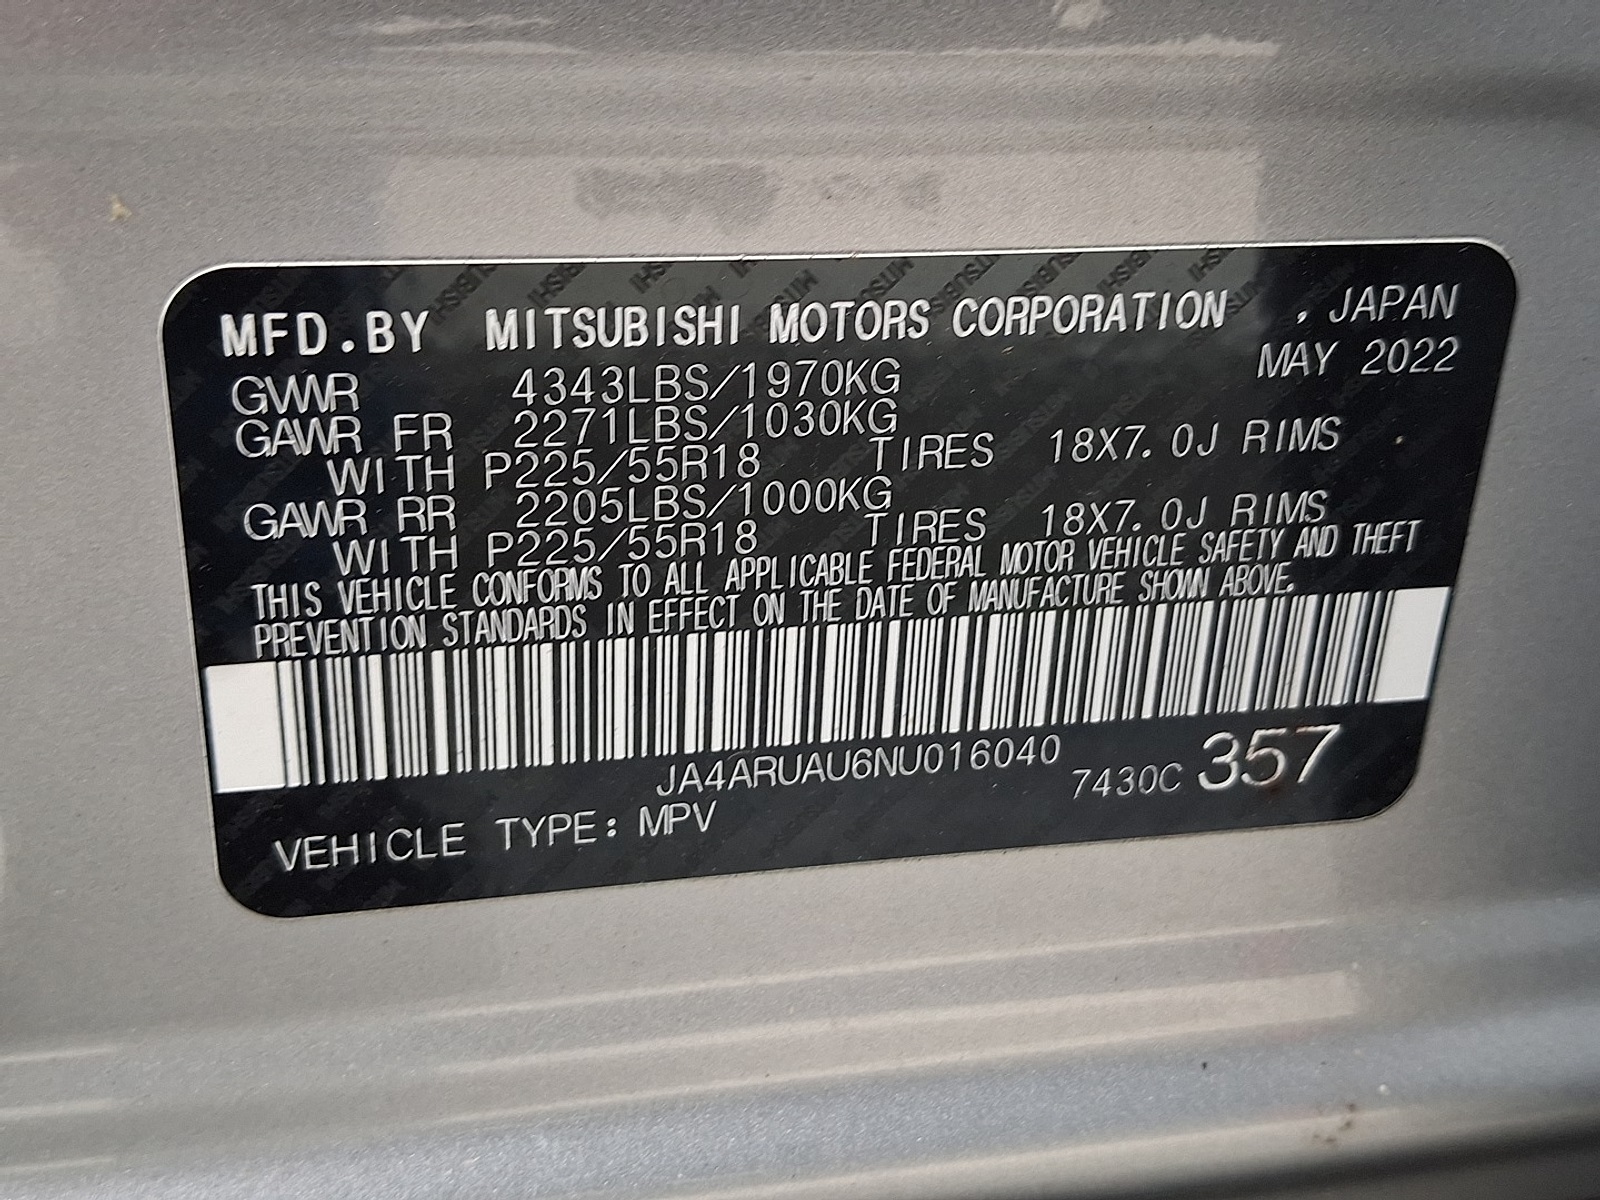 MFD.BY MITSUBISHI MOTORS CORPORATION , JAPAN
GWWR 4343LBS/1970KG MAY 2022
GAWR FR 2271LBS/1030KG
WITH P225/55R18 TIRES 18X7.0J RIMS
GAWR RR 2205LBS/1000KG
WITH P225/55R18 TIRES 18X7.0J RIMS
THIS VEHICLE CONFORMS TO ALL APPLICABLE FEDERAL MOTOR VEHICLE SAFETY AND THEFT
PREVENTION STANDARDS IN EFFECT ON THE DATE OF MANUFACTURE SHOWN ABOVE.
JA4ARUAU6NU016040 7430C 357
VEHICLE TYPE: MPV